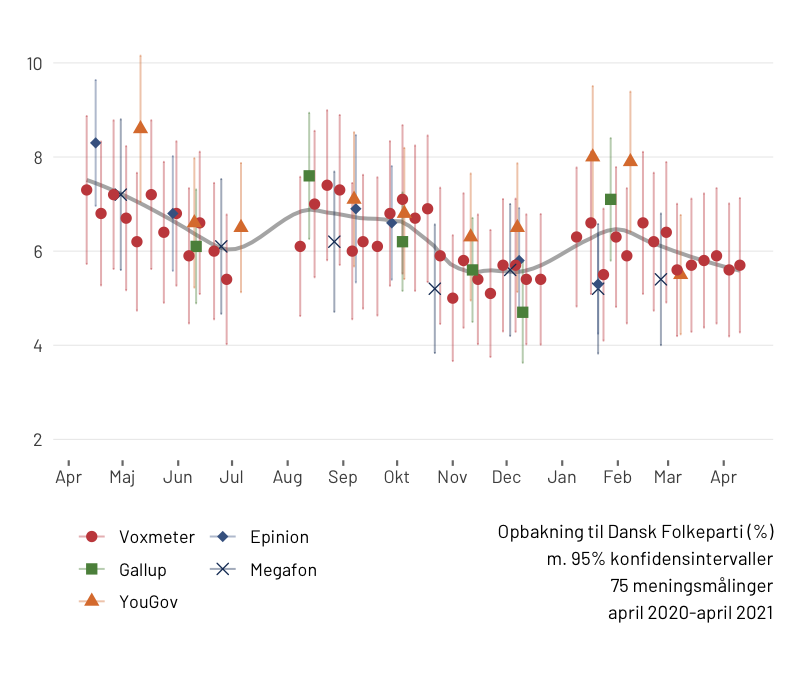 10
8
6
4
2
Apr Maj Jun Jul Aug Sep Okt Nov Dec Jan Feb Mar Apr
Voxmeter Epinion
Gallup Megafon
YouGov
Opbakning til Dansk Folkeparti (%)
m. 95% konfidensintervaller
75 meningsmålinger
april 2020-april 2021